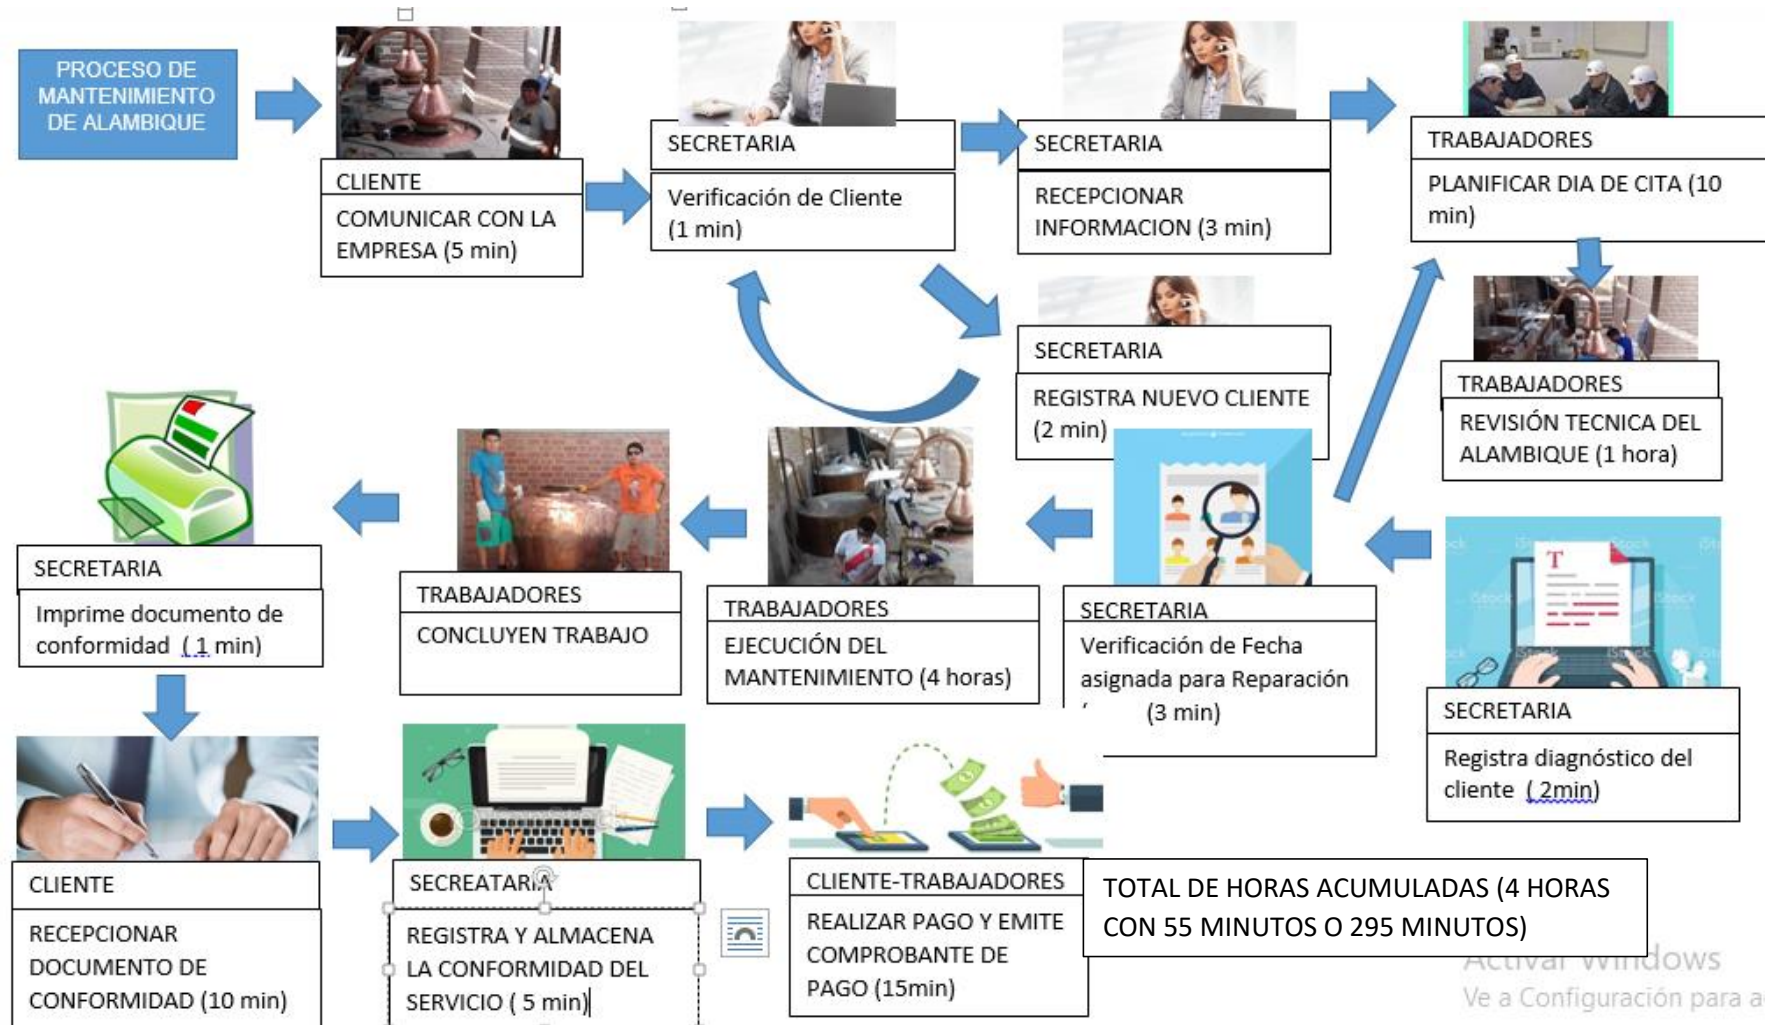 PROCESO DE
MANTENIMIENTO
DE ALAMBIQUE
CLIENTE
COMUNICAR CON LA
EMPRESA (5 min)
SECRETARIA
Verificación de Cliente
(1 min)
SECRETARIA
RECEPCIONAR
INFORMACION (3 min)
TRABAJADORES
PLANIFICAR DIA DE CITA (10
min)
SECRETARIA
REGISTRA NUEVO CLIENTE
(2 min)
TRABAJADORES
REVISIÓN TECNICA DEL
ALAMBIQUE (1 hora)
SECRETARIA
Registra diagnóstico del
cliente ( 2min)
SECRETARIA
Verificación de Fecha
asignada para Reparación
(3 min)
TRABAJADORES
EJECUCIÓN DEL
MANTENIMIENTO (4 horas)
TRABAJADORES
CONCLUYEN TRABAJO
SECRETARIA
Imprime documento de
conformidad ( 1 min)
CLIENTE
RECEPCIONAR
DOCUMENTO DE
CONFORMIDAD (10 min)
SECREATARIA
REGISTRA Y ALMACENA
LA CONFORMIDAD DEL
SERVICIO ( 5 min)
CLIENTE-TRABAJADORES
REALIZAR PAGO Y EMITE
COMPROBANTE DE
PAGO (15min)
TOTAL DE HORAS ACUMULADAS (4 HORAS
CON 55 MINUTOS O 295 MINUTOS)
Activar Windows
Ve a Configuración para a
T
iStock
iStock
iStock